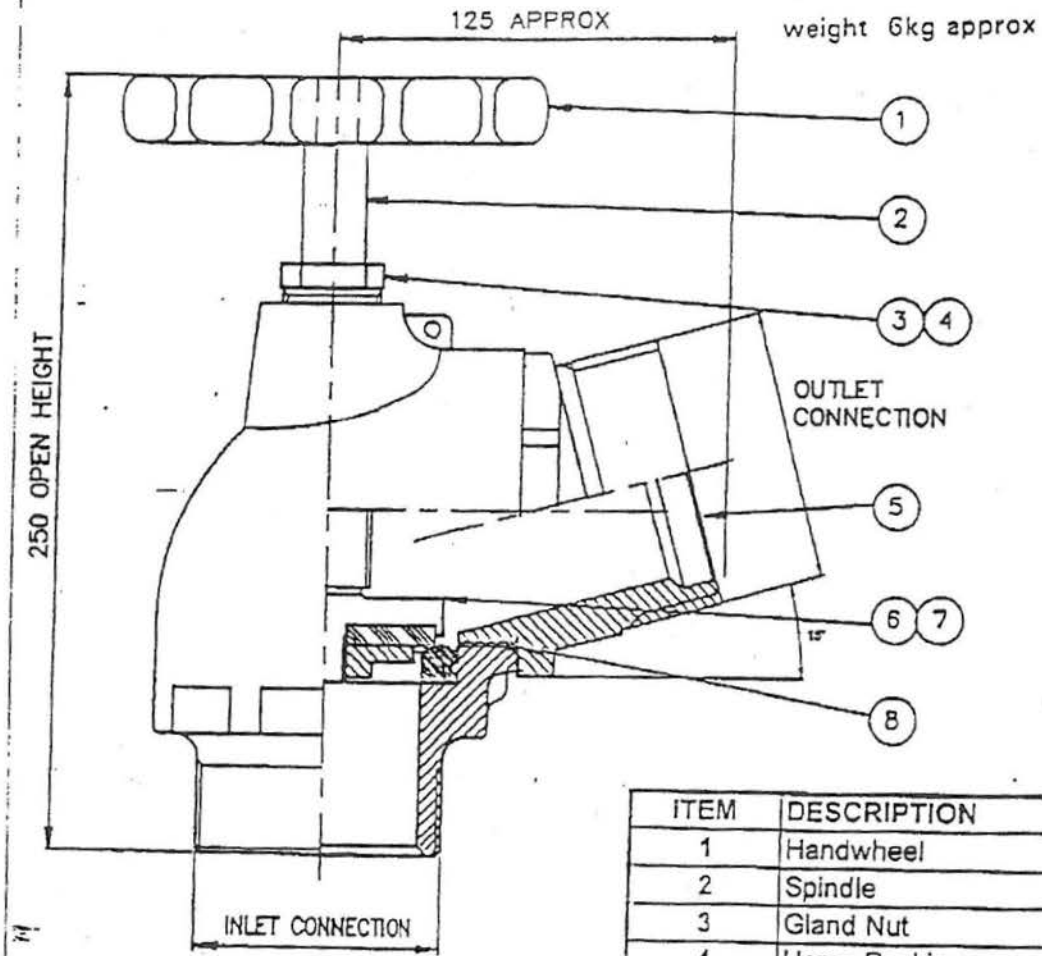 125 APPROX
weight 6kg approx
1
2
3 4
250 OPEN HEIGHT
OUTLET
CONNECTION
5
6 7
15°
8
INLET CONNECTION
ITEM DESCRIPTION
1 Handwheel
2 Spindle
3 Gland Nut
4